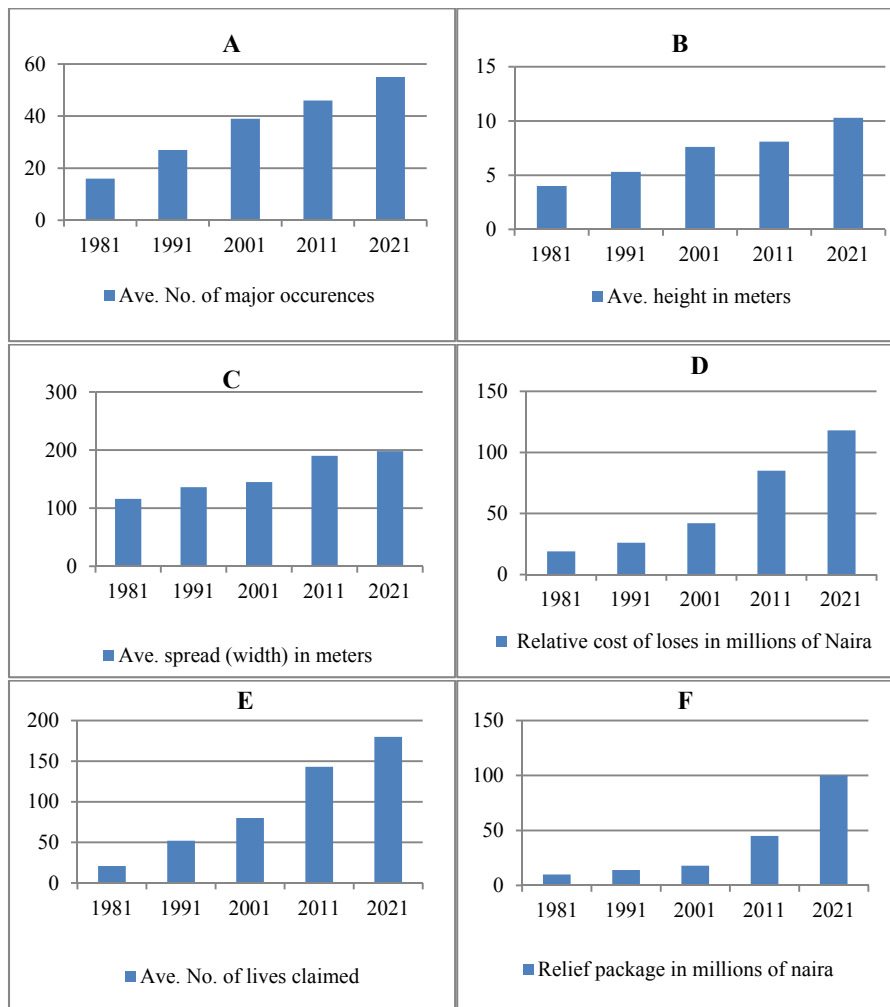 A
60
40
20
0
1981 1991 2001 2011 2021
Ave. No. of major occurences
B
15
10
5
0
1981 1991 2001 2011 2021
Ave. height in meters
C
300
200
100
0
1981 1991 2001 2011 2021
Ave. spread (width) in meters
D
150
100
50
0
1981 1991 2001 2011 2021
Relative cost of loses in millions of Naira
E
200
150
100
50
0
1981 1991 2001 2011 2021
Ave. No. of lives claimed
F
150
100
50
0
1981 1991 2001 2011 2021
Relief package in millions of naira